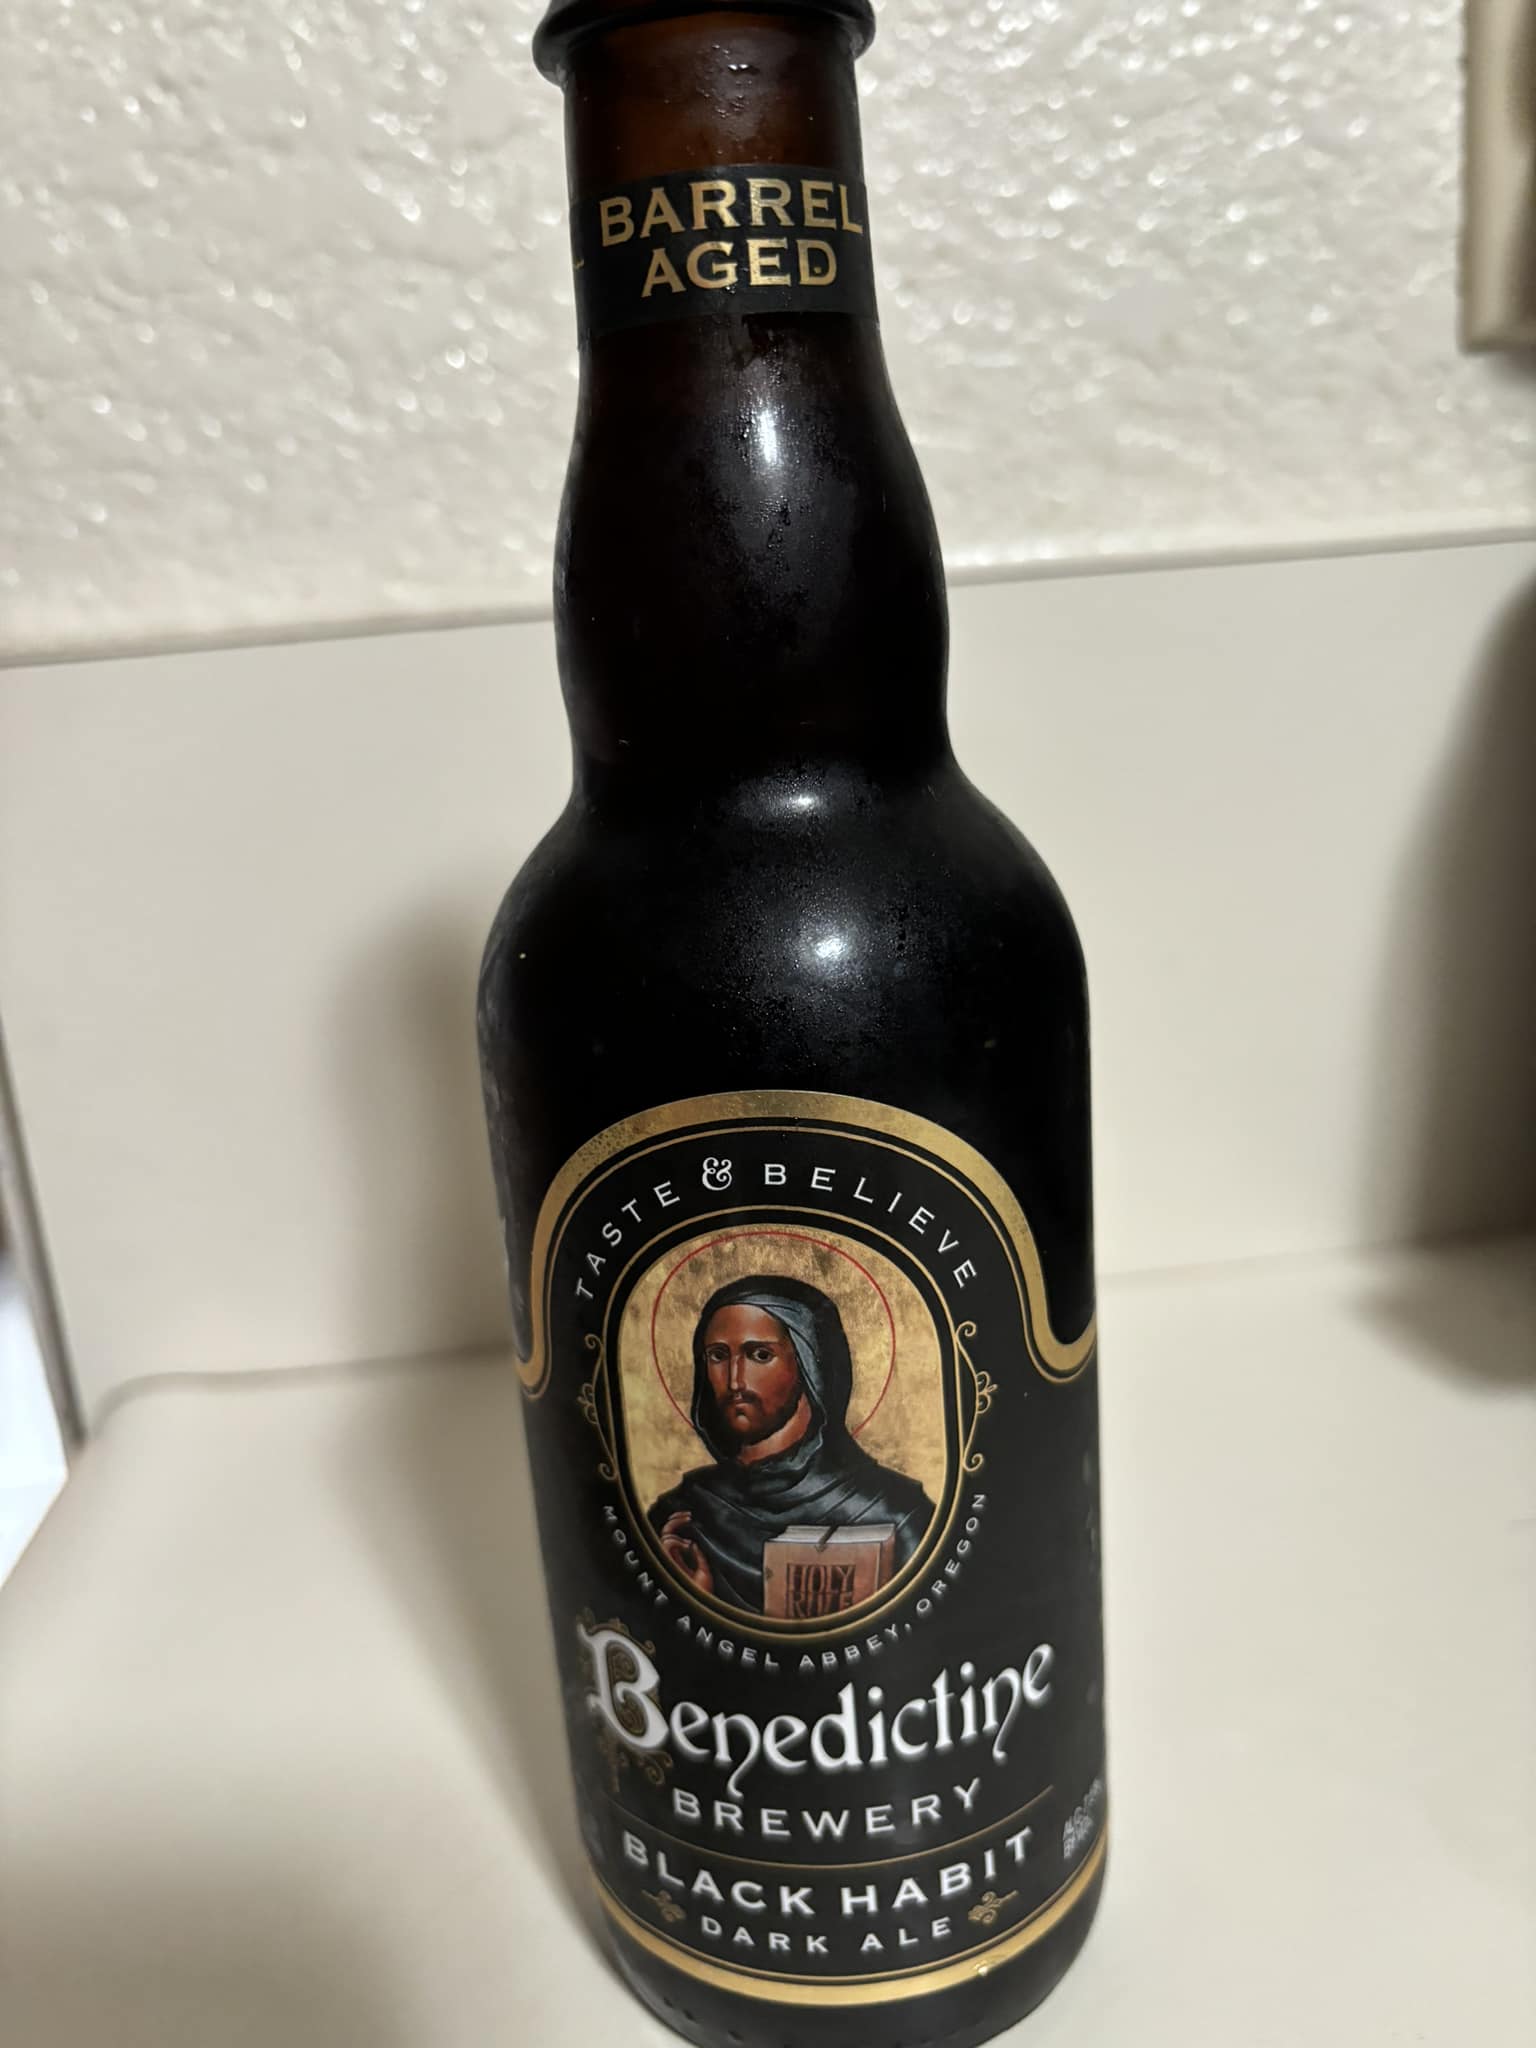 BARREL
AGED
TASTE & BELIEVE
HOLY
RULE
MOUNT ANGEL ABBEY, OREGON
Benedictine
BREWERY
BLACK HABIT
DARK ALE